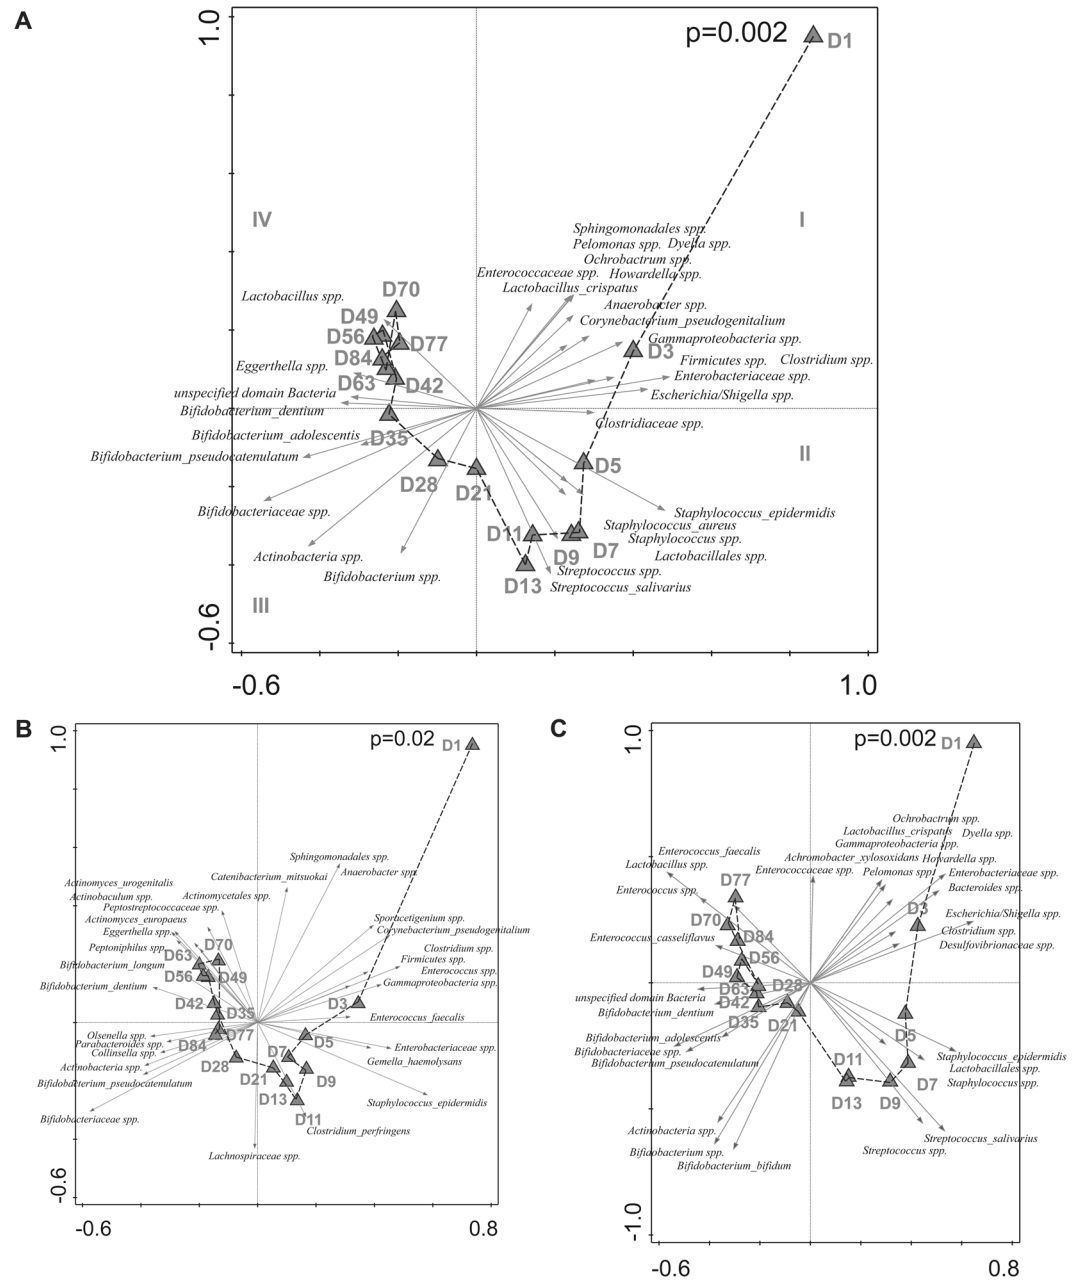 A
1.0
p=0.002
D1
IV
I
Sphingomonadales spp.
Pelomonas spp. Dyella spp.
Ochrobactrum spp.
Enterococcaceae spp. Howardella spp.
Lactobacillus_crispatus
Lactobacillus spp.
D70
Anaerobacter spp.
D49
Corynebacterium_pseudogenitalium
D56
D77
Gammaproteobacteria spp.
D3
D84
Firmicutes spp. Clostridium spp.
Eggerthella spp.
D63
D42
Enterobacteriaceae spp.
unspecified domain Bacteria
Escherichia/Shigella spp.
Bifidobacterium_dentium
Clostridiaceae spp.
Bifidobacterium_adolescentis
D35
Bifidobacterium_pseudocatenulatum
II
D5
D28
D21
Bifidobacteriaceae spp.
Staphylococcus_epidermidis
Staphylococcus_aureus
D11
Staphylococcus spp.
D9
D7
Actinobacteria spp.
Lactobacillales spp.
Bifidobacterium spp.
Streptococcus spp.
D13
Streptococcus_salivarius
III
-0.6
-0.6
1.0
B
1.0
p=0.02
D1
Sphingomonadales spp.
Catenibacterium_mitsuokai
Anaerobacter spp.
Actinomyces_urogenitalis
Actinobaculum spp.
Actinomycetales spp.
Peptostreptococcaceae spp.
Actinomyces_europaeus
Sporacetigenium spp.
Eggerthella spp.
Corynebacterium_pseudogenitalium
Peptoniphilus spp.
D70
Clostridium spp.
D63
Firmicutes spp.
Bifidobacterium_longum
D56
D49
Enterococcus spp.
Bifidobacterium_dentium
Gammaproteobacteria spp.
D42
D3
D35
Enterococcus_faecalis
Olsenella spp.
D77
Parabacteroides spp.
D84
D5
Collinsella spp.
D7
Enterobacteriaceae spp.
Actinobacteria spp.
D28
Gemella_haemolysans
D21
D9
Bifidobacterium_pseudocatenulatum
D13
Staphylococcus_epidermidis
Bifidobacteriaceae spp.
D11
Clostridium_perfringens
Lachnospiraceae spp.
-0.6
-0.6
0.8
C
1.0
p=0.002
D1
Ochrobactrum spp.
Lactobacillus_crispatus
Dyella spp.
Gammaproteobacteria spp.
Enterococcus_faecalis
Achromobacter_xylosoxidans
Howardella spp.
Lactobacillus spp.
Enterococcaceae spp.
Pelomonas spp.
Enterobacteriaceae spp.
D77
Enterococcus spp.
Bacteroides spp.
D70
D3
Escherichia/Shigella spp.
Enterococcus_casseliflavus
D84
Clostridium spp.
Desulfovibrionaceae spp.
D56
D49
D63
D28
unspecified domain Bacteria
D42
Bifidobacterium_dentium
D35
D21
Bifidobacterium_adolescentis
D5
Bifidobacteriaceae spp.
Staphylococcus_epidermidis
Bifidobacterium_pseudocatenulatum
D11
Lactobacillales spp.
D7
Staphylococcus spp.
D13
D9
Actinobacteria spp.
Streptococcus_salivarius
Bifidobacterium spp.
Streptococcus spp.
Bifidobacterium_bifidum
-1.0
-0.6
0.8